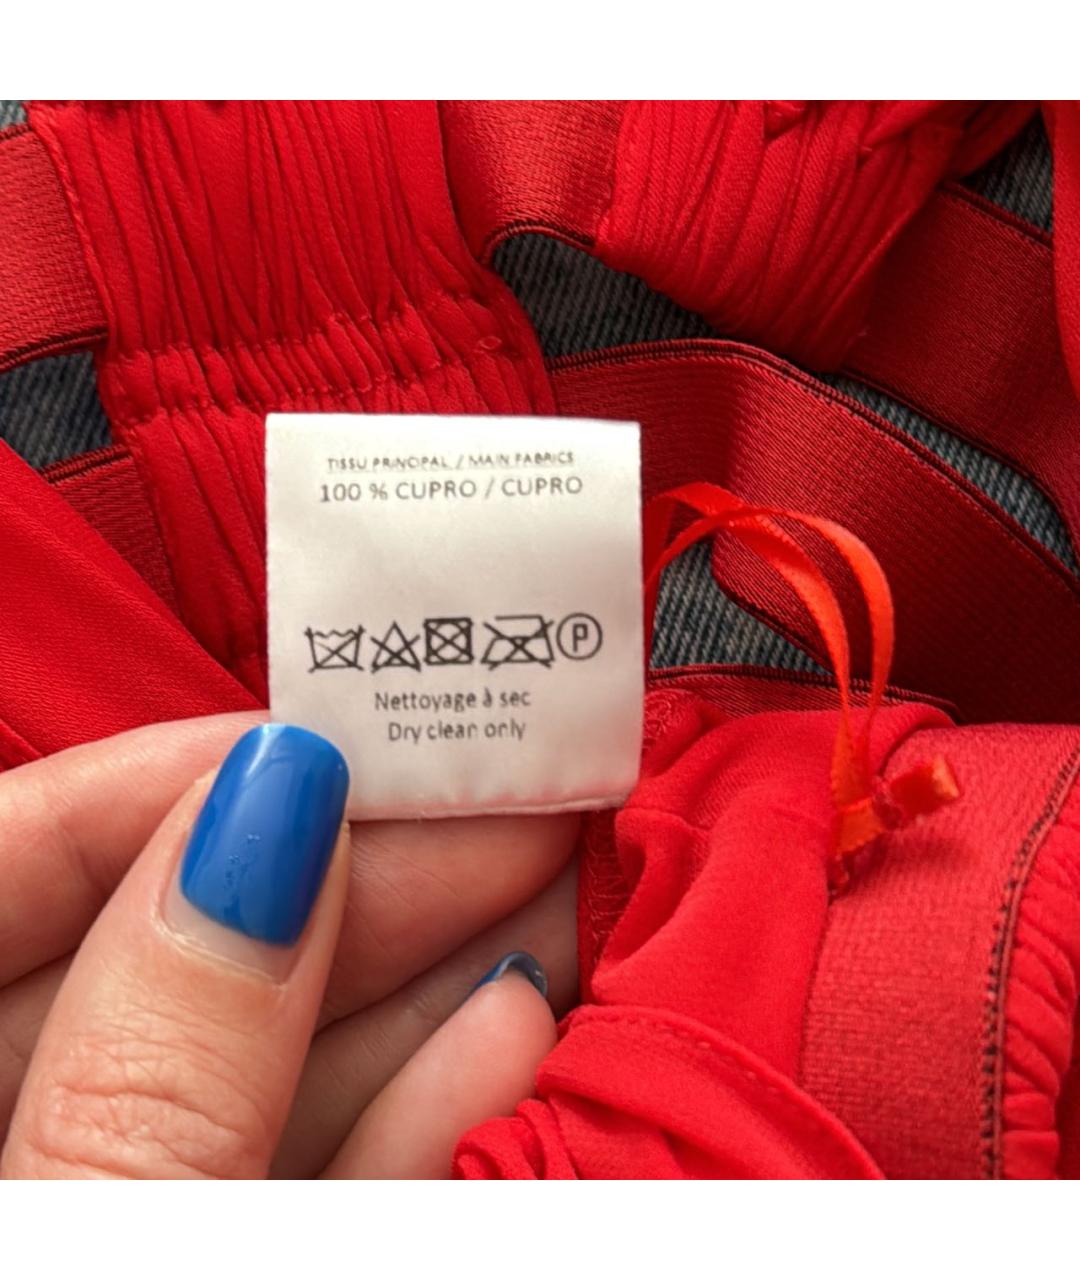 TISSU PRINCIPAL / MAIN FABRICS
100 % CUPRO / CUPRO
P
Nettoyage à sec
Dry clean only